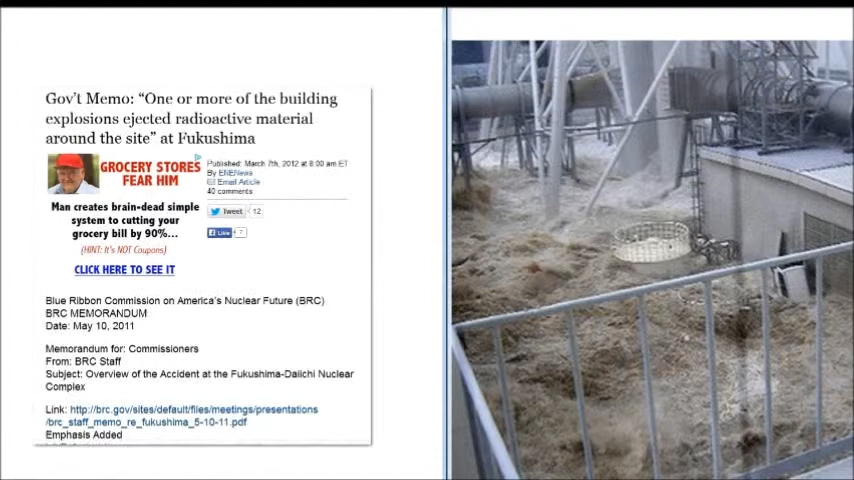 Gov't Memo: “One or more of the building
explosions ejected radioactive material
around the site” at Fukushima
GROCERY STORES
FEAR HIM
Man creates brain-dead simple
system to cutting your
grocery bill by 90%...
(HINT: It's NOT Coupons)
CLICK HERE TO SEE IT
Published: March 7th, 2012 at 8:00 am ET
By ENENews
Email Article
40 comments
Tweet 12
Like 7
Blue Ribbon Commission on America's Nuclear Future (BRC)
BRC MEMORANDUM
Date: May 10, 2011
Memorandum for: Commissioners
From: BRC Staff
Subject: Overview of the Accident at the Fukushima-Daiichi Nuclear
Complex
Link: http://brc.gov/sites/default/files/meetings/presentations
/brc_staff_memo_re_fukushima_5-10-11.pdf
Emphasis Added